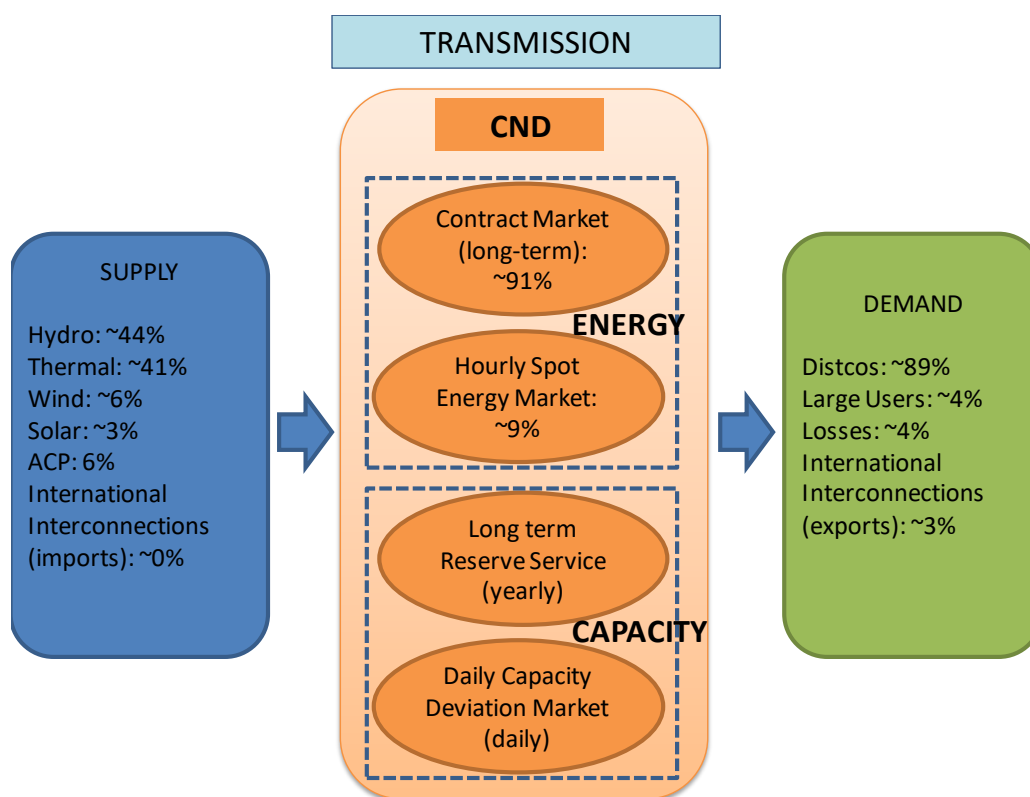 TRANSMISSION
CND
SUPPLY
Hydro: ~44%
Thermal: ~41%
Wind: ~6%
Solar: ~3%
ACP: 6%
International
Interconnections
(imports): ~0%
Contract Market
(long-term):
~91%
ENERGY
Hourly Spot
Energy Market:
~9%
Long term
Reserve Service
(yearly)
CAPACITY
Daily Capacity
Deviation Market
(daily)
DEMAND
Distcos: ~89%
Large Users: ~4%
Losses: ~4%
International
Interconnections
(exports): ~3%